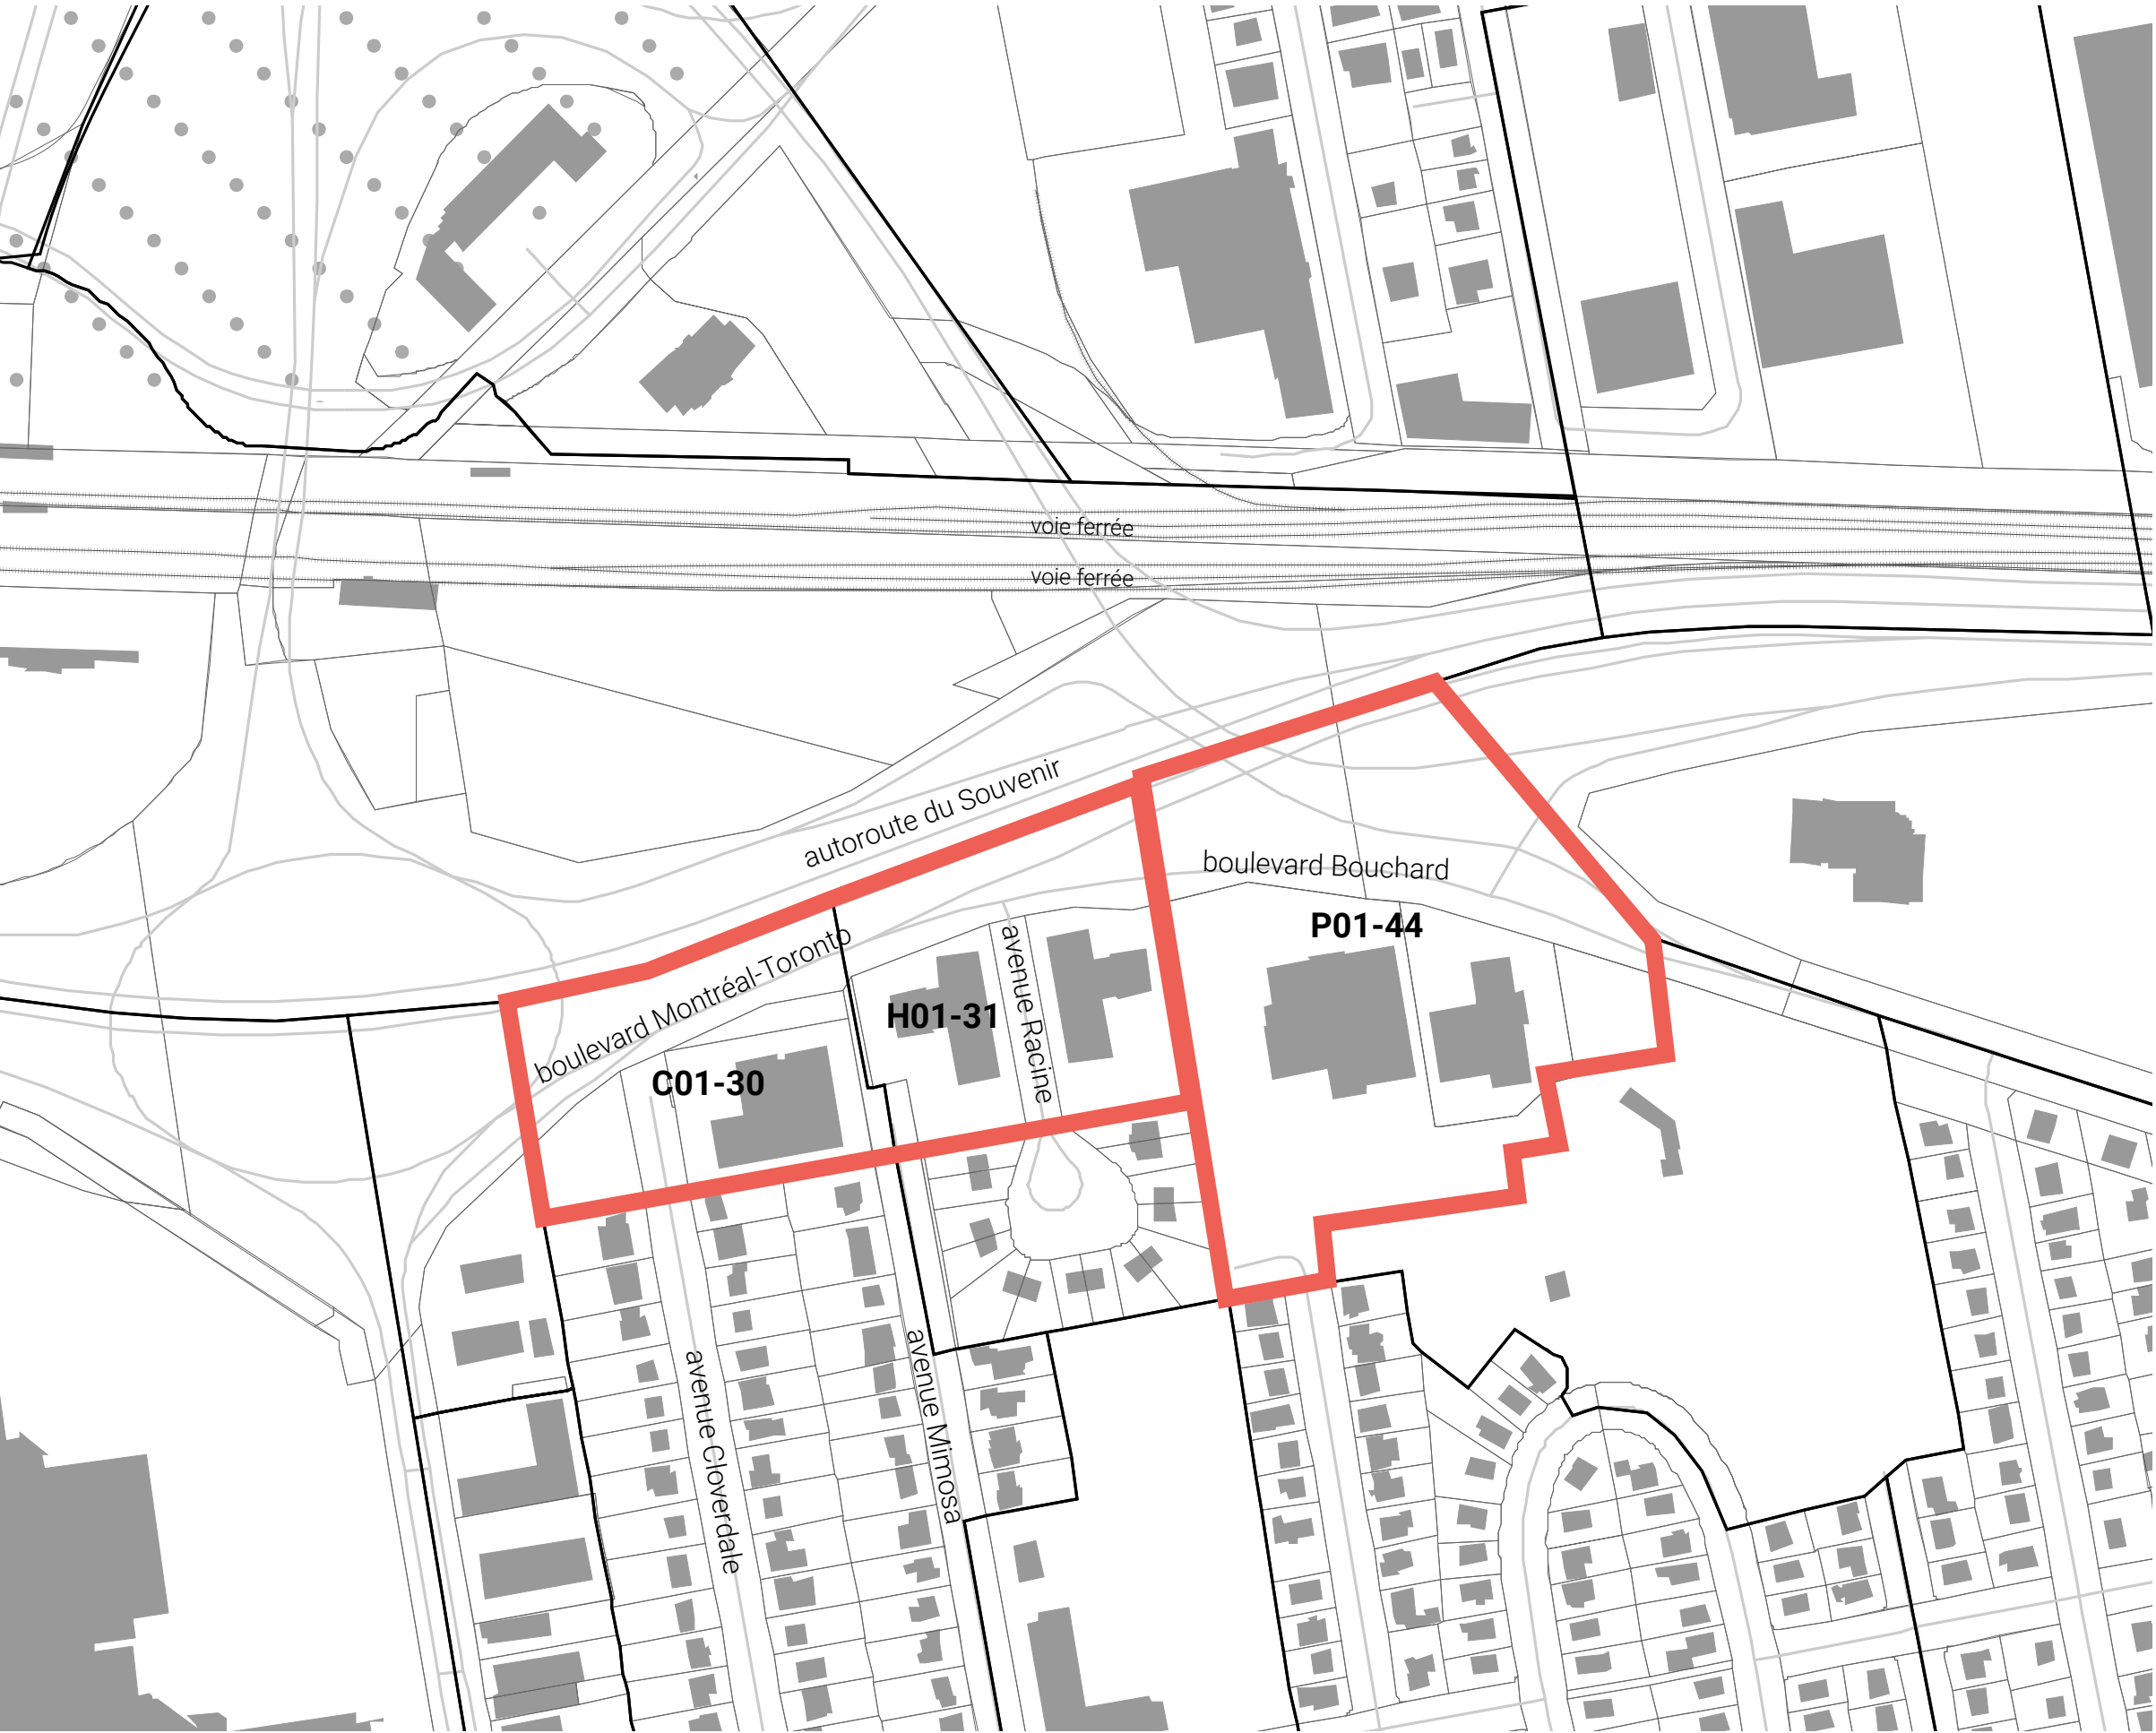 voie ferrée
voie ferrée
autoroute du Souvenir
boulevard Bouchard
P01-44
boulevard Montréal-Toronto
H01-31
avenue Racine
C01-30
avenue Cloverdale
avenue Mimosa